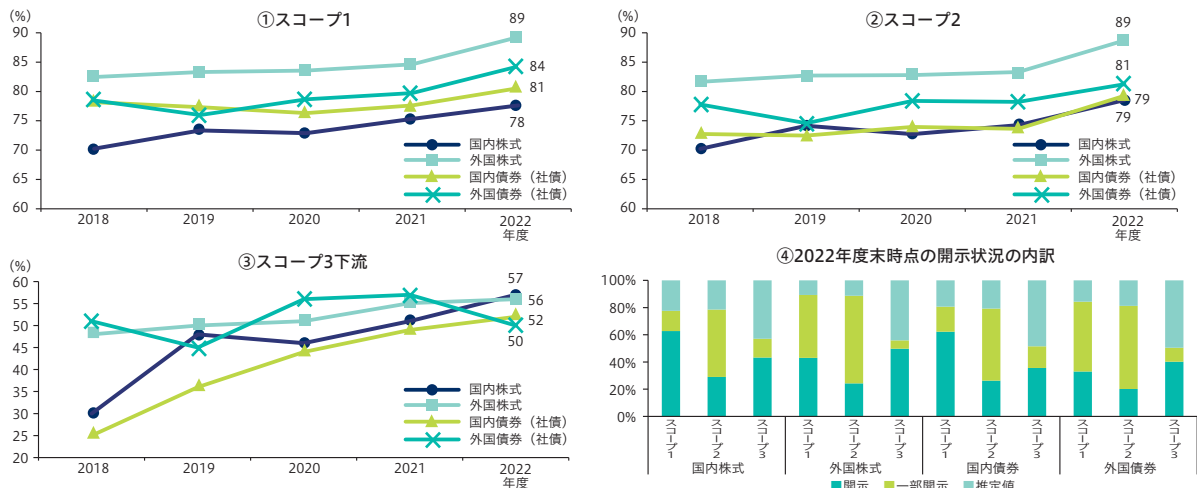 ①スコープ1
(%)
90
85
80
75
70
65
60
89
84
81
78
国内株式
外国株式
国内債券（社債）
外国債券（社債）
2018
2019
2020
2021
2022
年度
②スコープ2
(%)
90
85
80
75
70
65
60
89
81
79
79
国内株式
外国株式
国内債券（社債）
外国債券（社債）
2018
2019
2020
2021
2022
年度
③スコープ3下流
(%)
60
55
50
45
40
35
30
25
20
57
56
52
50
国内株式
外国株式
国内債券（社債）
外国債券（社債）
2018
2019
2020
2021
2022
年度
④2022年度末時点の開示状況の内訳
100%
80%
60%
40%
20%
0%
スコープ1
スコープ2
スコープ3
スコープ1
スコープ2
スコープ3
スコープ1
スコープ2
スコープ3
スコープ1
スコープ2
スコープ3
国内株式
外国株式
国内債券
外国債券
開示
一部開示
推定値